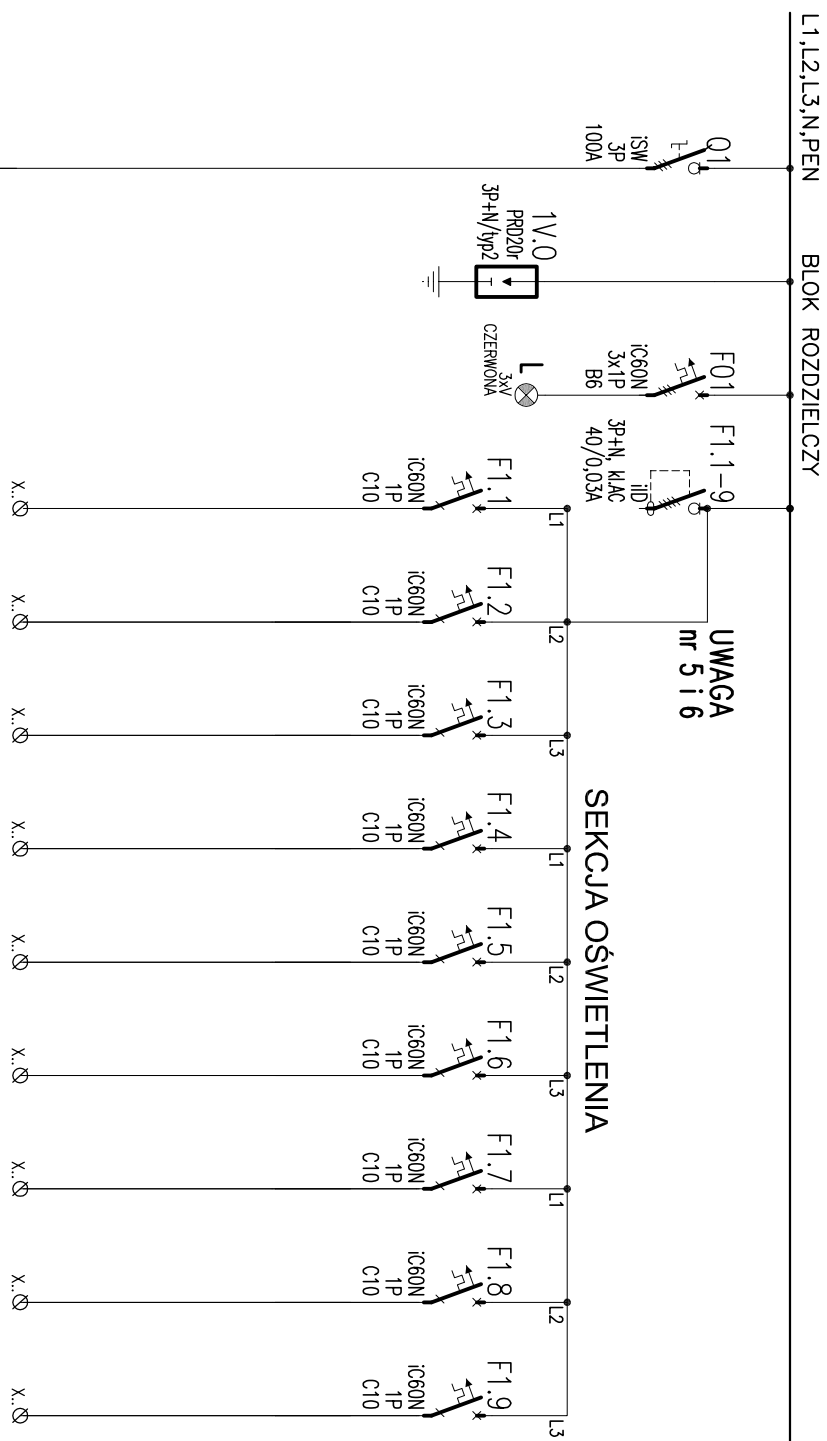 L1,L2,L3,N,PEN
BLOK ROZDZIELCZY
Q1
iSW
3P
100A
1V.0
PRD20r
3P+N/typ2
F01
iC60N
3x1P
B6
L
3xV
CZERWONA
F1.1-9
iID
3P+N, kl.AC
40/0,03A
UWAGA
nr 5 i 6
SEKCJA OŚWIETLENIA
L1
F1.1
iC60N
1P
C10
X..
L2
F1.2
iC60N
1P
C10
X..
L3
F1.3
iC60N
1P
C10
X..
L1
F1.4
iC60N
1P
C10
X..
L2
F1.5
iC60N
1P
C10
X..
L3
F1.6
iC60N
1P
C10
X..
L1
F1.7
iC60N
1P
C10
X..
L2
F1.8
iC60N
1P
C10
X..
L3
F1.9
iC60N
1P
C10
X..